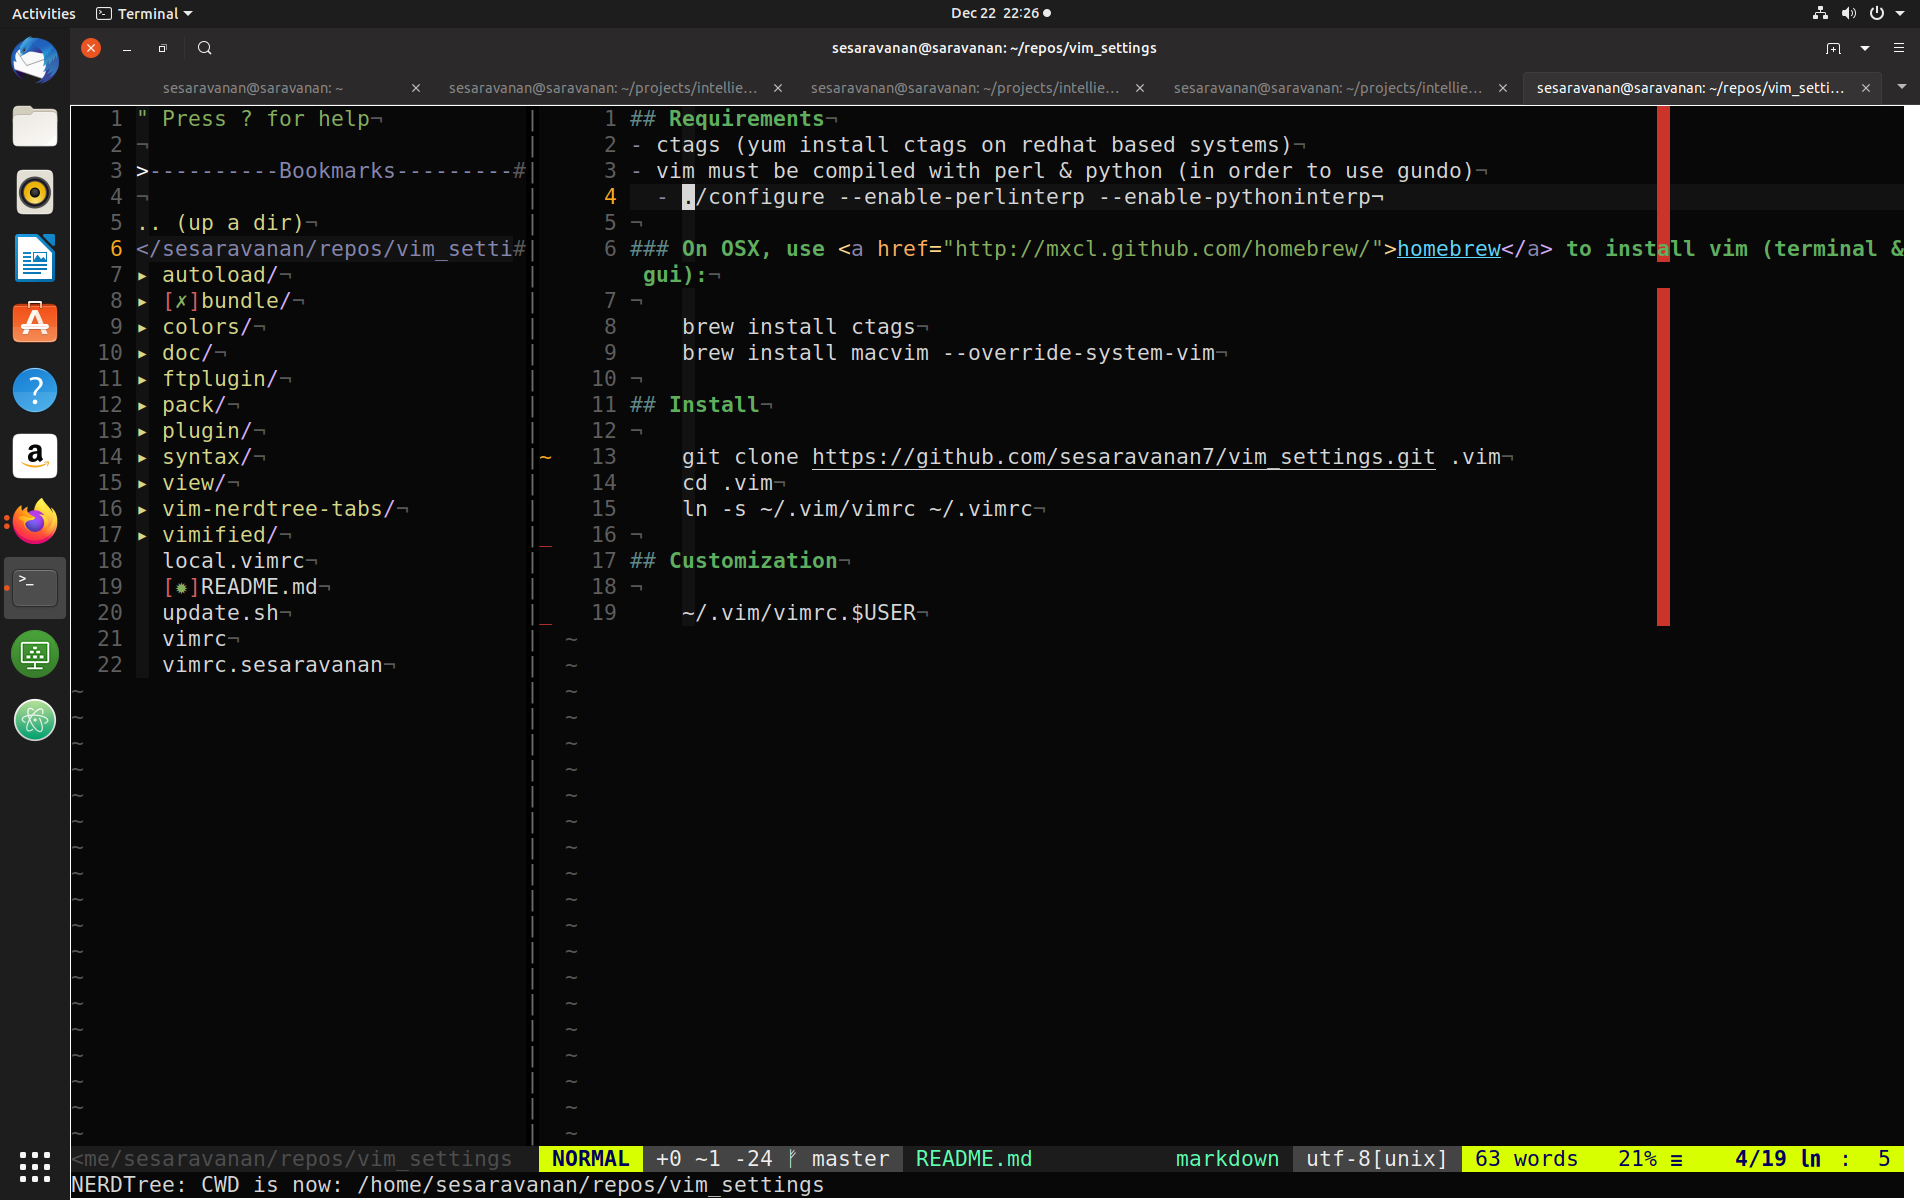 Activities Terminal Dec 22 22:26
sesaravanan@saravanan: ~/repos/vim_settings
sesaravanan@saravanan: ~ × sesaravanan@saravanan: ~/projects/intellie... × sesaravanan@saravanan: ~/projects/intellie... × sesaravanan@saravanan: ~/projects/intellie... × sesaravanan@saravanan: ~/repos/vim_setti... ×
1 " Press ? for help¬
2 ¬
3 >----------Bookmarks---------#
4 ¬
5 .. (up a dir)¬
6 </sesaravanan/repos/vim_setti#
7 ▸ autoload/¬
8 ▸ [✗]bundle/¬
9 ▸ colors/¬
10 ▸ doc/¬
11 ▸ ftplugin/¬
12 ▸ pack/¬
13 ▸ plugin/¬
14 ▸ syntax/¬
15 ▸ view/¬
16 ▸ vim-nerdtree-tabs/¬
17 ▸ vimified/¬
18 local.vimrc¬
19 [✹]README.md¬
20 update.sh¬
21 vimrc¬
22 vimrc.sesaravanan¬
1 ## Requirements¬
2 - ctags (yum install ctags on redhat based systems)¬
3 - vim must be compiled with perl & python (in order to use gundo)¬
4 - ./configure --enable-perlinterp --enable-pythoninterp¬
5 ¬
6 ### On OSX, use <a href="http://mxcl.github.com/homebrew/">homebrew</a> to install vim (terminal &
gui):¬
7 ¬
8 brew install ctags¬
9 brew install macvim --override-system-vim¬
10 ¬
11 ## Install¬
12 ¬
~ 13 git clone https://github.com/sesaravanan7/vim_settings.git .vim¬
14 cd .vim¬
15 ln -s ~/.vim/vimrc ~/.vimrc¬
_ 16 ¬
17 ## Customization¬
18 ¬
_ 19 ~/.vim/vimrc.$USER¬
<me/sesaravanan/repos/vim_settings NORMAL +0 ~1 -24 ᚠ master README.md markdown utf-8[unix] 63 words 21% ≡ 4/19 ln : 5
NERDTree: CWD is now: /home/sesaravanan/repos/vim_settings